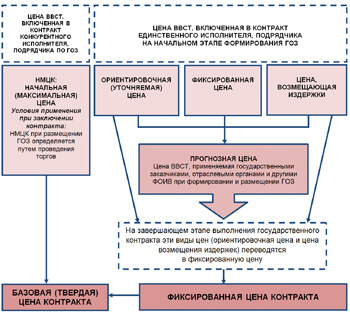 ЦЕНА ВВСТ,
ВКЛЮЧЕННАЯ В
КОНТРАКТ
КОНКУРЕНТНОГО
ИСПОЛНИТЕЛЯ,
ПОДРЯДЧИКА ПО ГОЗ
ЦЕНА ВВСТ, ВКЛЮЧЕННАЯ В КОНТРАКТ
ЕДИНСТВЕННОГО ИСПОЛНИТЕЛЯ, ПОДРЯДЧИКА
НА НАЧАЛЬНОМ ЭТАПЕ ФОРМИРОВАНИЯ ГОЗ
НМЦК:
НАЧАЛЬНАЯ
(МАКСИМАЛЬНАЯ)
ЦЕНА
Условия применения
при заключении
контракта:
НМЦК при размещении
ГОЗ определяется
путем проведения
торгов
ОРИЕНТИРОВОЧНАЯ
(УТОЧНЯЕМАЯ)
ЦЕНА
ФИКСИРОВАННАЯ
ЦЕНА
ЦЕНА,
ВОЗМЕЩАЮЩАЯ
ИЗДЕРЖКИ
ПРОГНОЗНАЯ ЦЕНА
Цена ВВСТ, применяемая государственными
заказчиками, отраслевыми органами и другими
ФОИВ при формировании и размещении ГОЗ
На завершающем этапе выполнения государственного
контракта эти виды цен (ориентировочная цена и цена
возмещения издержек) переводятся
в фиксированную цену
БАЗОВАЯ (ТВЕРДАЯ)
ЦЕНА КОНТРАКТА
ФИКСИРОВАННАЯ ЦЕНА КОНТРАКТА